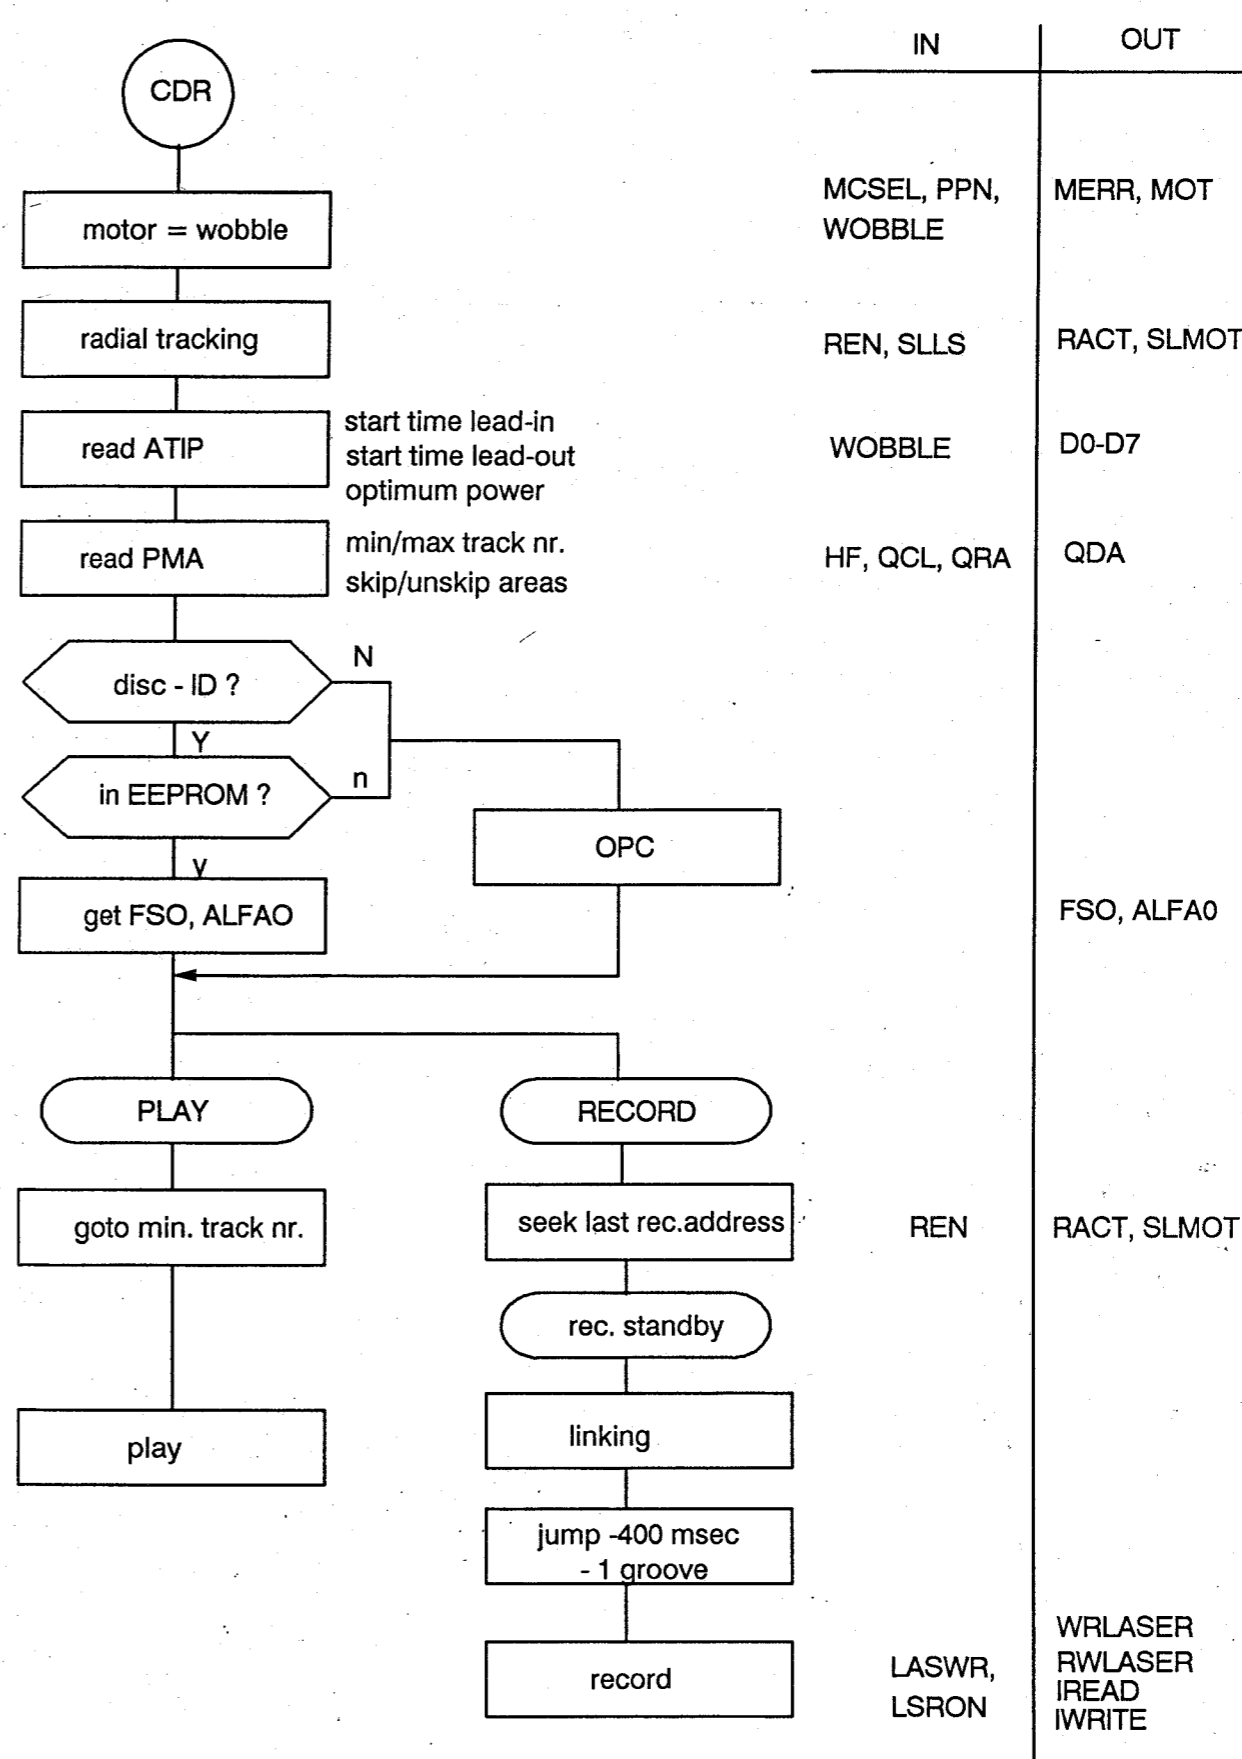 IN
OUT
CDR
motor = wobble
MCSEL, PPN,
WOBBLE
MERR, MOT
radial tracking
REN, SLLS
RACT, SLMOT
read ATIP
start time lead-in
start time lead-out
optimum power
WOBBLE
D0-D7
read PMA
min/max track nr.
skip/unskip areas
HF, QCL, QRA
QDA
disc - ID ?
N
Y
in EEPROM ?
n
y
OPC
get FSO, ALFAO
FSO, ALFA0
PLAY
RECORD
goto min. track nr.
seek last rec.address
REN
RACT, SLMOT
rec. standby
play
linking
jump -400 msec
- 1 groove
record
LASWR,
LSRON
WRLASER
RWLASER
IREAD
IWRITE